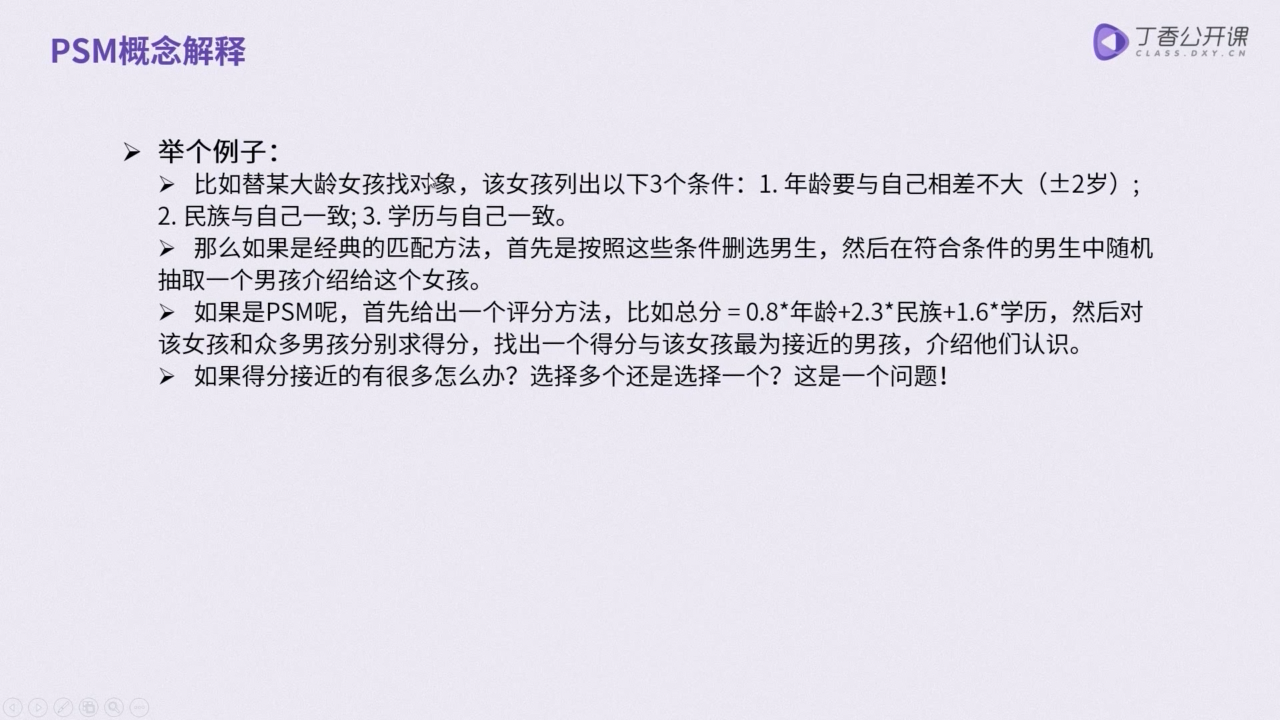 PSM概念解释
丁香公开课
CLASS.DXY.CN
举个例子：
比如替某大龄女孩找对象，该女孩列出以下3个条件：1. 年龄要与自己相差不大（±2岁）;
2. 民族与自己一致; 3. 学历与自己一致。
那么如果是经典的匹配方法，首先是按照这些条件删选男生，然后在符合条件的男生中随机
抽取一个男孩介绍给这个女孩。
如果是PSM呢，首先给出一个评分方法，比如总分 = 0.8*年龄+2.3*民族+1.6*学历，然后对
该女孩和众多男孩分别求得分，找出一个得分与该女孩最为接近的男孩，介绍他们认识。
如果得分接近的有很多怎么办？选择多个还是选择一个？这是一个问题！